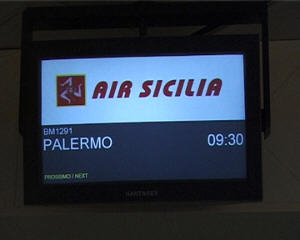 AIR SICILIA
BM1291
PALERMO 09:30
PROSSIMO / NEXT